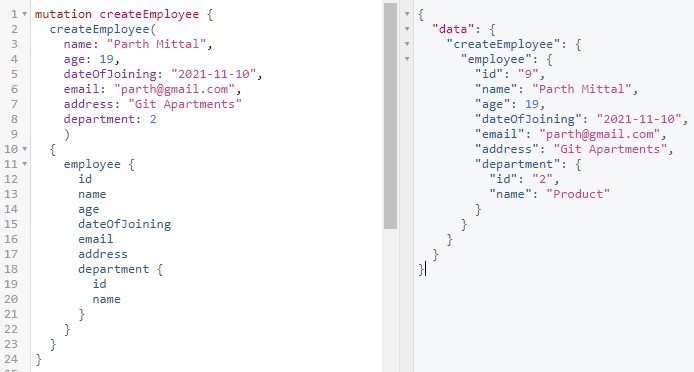 1 mutation createEmployee {
2 createEmployee(
3 name: "Parth Mittal",
4 age: 19,
5 dateOfJoining: "2021-11-10",
6 email: "parth@gmail.com",
7 address: "Git Apartments"
8 department: 2
9 )
10 {
11 employee {
12 id
13 name
14 age
15 dateOfJoining
16 email
17 address
18 department {
19 id
20 name
21 }
22 }
23 }
24 }
{
"data": {
"createEmployee": {
"employee": {
"id": "9",
"name": "Parth Mittal",
"age": 19,
"dateOfJoining": "2021-11-10",
"email": "parth@gmail.com",
"address": "Git Apartments",
"department": {
"id": "2",
"name": "Product"
}
}
}
}
}